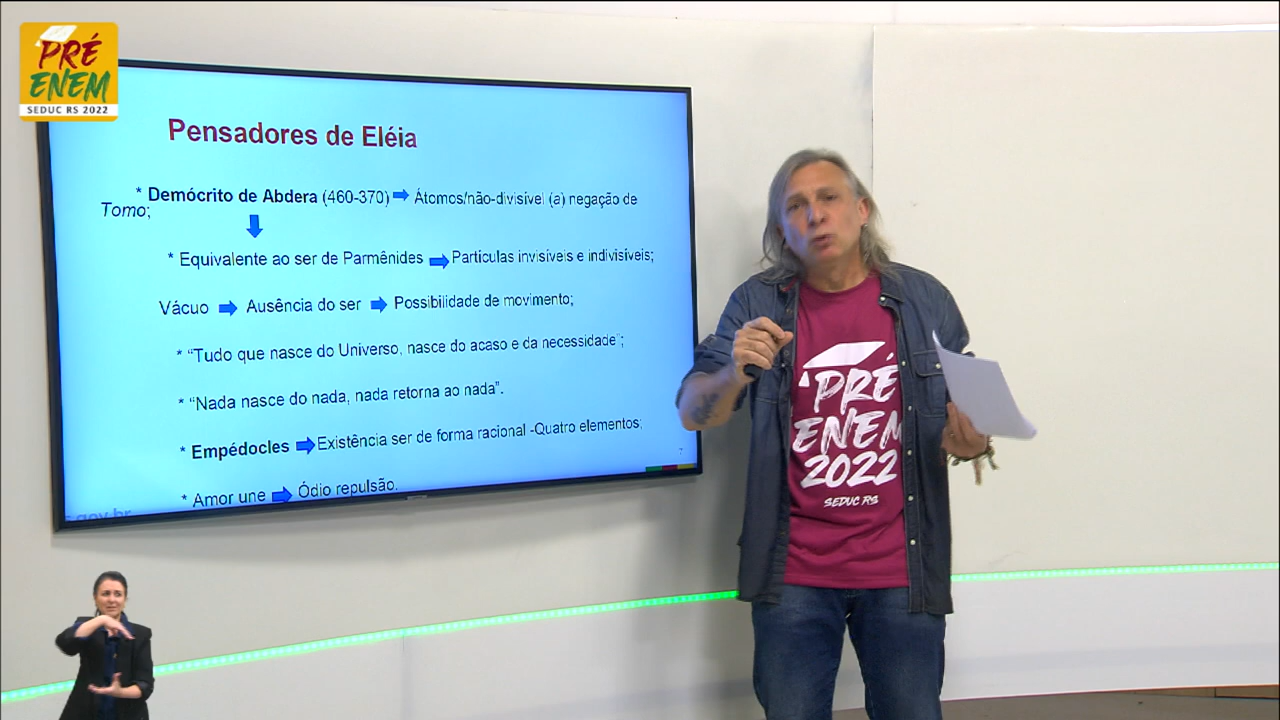 PRÉ
ENEM
SEDUC RS 2022
Pensadores de Eléia
* Demócrito de Abdera (460-370) Átomos/não-divisível (a) negação de
Tomo;
* Equivalente ao ser de Parmênides Partículas invisíveis e indivisíveis;
Vácuo Ausência do ser Possibilidade de movimento;
* “Tudo que nasce do Universo, nasce do acaso e da necessidade”;
* “Nada nasce do nada, nada retorna ao nada”.
* Empédocles Existência ser de forma racional -Quatro elementos;
7
* Amor une Ódio repulsão.
.gov.br
PRÉ
ENEM
2022
SEDUC RS